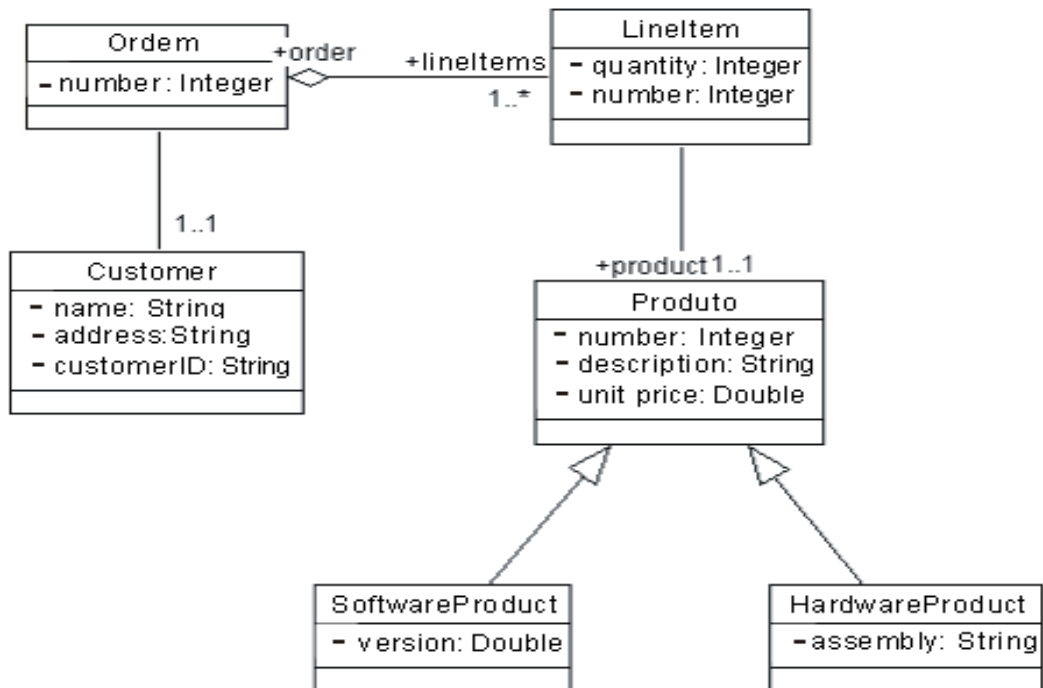 Ordem
- number: Integer
+order
+lineItems
1..*
LineItem
- quantity: Integer
- number: Integer
1..1
Customer
- name: String
- address:String
- customerID: String
+product 1..1
Produto
- number: Integer
- description: String
- unit price: Double
SoftwareProduct
- version: Double
HardwareProduct
-assembly: String